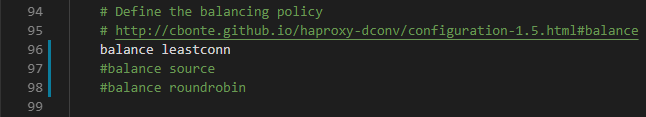 94 # Define the balancing policy
95 # http://cbonte.github.io/haproxy-dconv/configuration-1.5.html#balance
96 balance leastconn
97 #balance source
98 #balance roundrobin
99